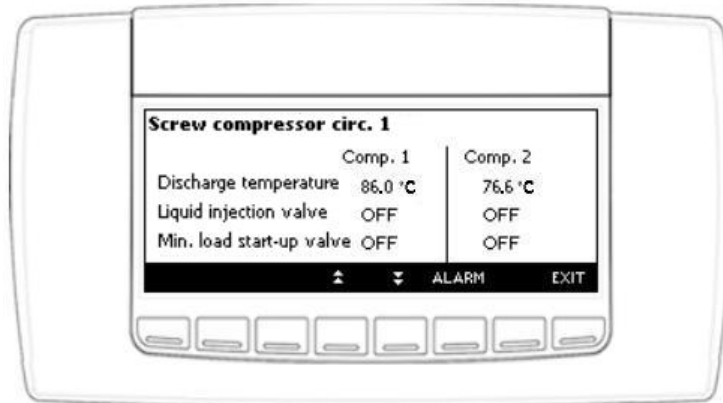 Screw compressor circ. 1
Comp. 1 Comp. 2
Discharge temperature 86.0 °C 76.6 °C
Liquid injection valve OFF OFF
Min. load start-up valve OFF OFF
ALARM EXIT